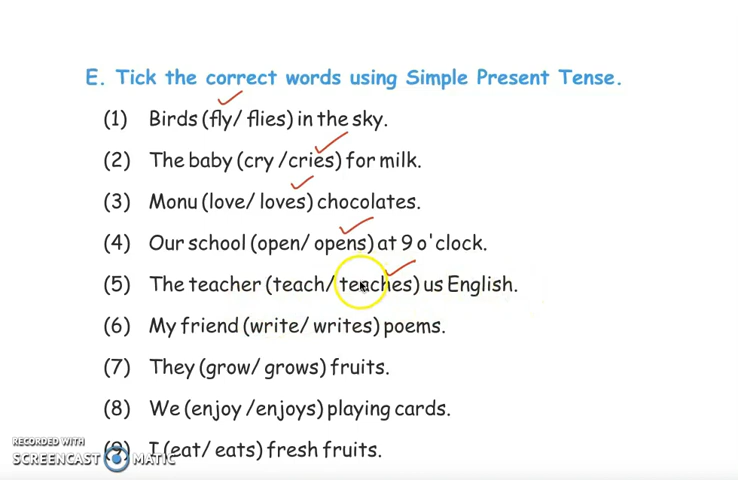 E. Tick the correct words using Simple Present Tense.
(1) Birds (fly/ flies) in the sky.
(2) The baby (cry /cries) for milk.
(3) Monu (love/ loves) chocolates.
(4) Our school (open/ opens) at 9 o'clock.
(5) The teacher (teach/ teaches) us English.
(6) My friend (write/ writes) poems.
(7) They (grow/ grows) fruits.
(8) We (enjoy /enjoys) playing cards.
(9) I (eat/ eats) fresh fruits.
RECORDED WITH
SCREENCAST MATIC